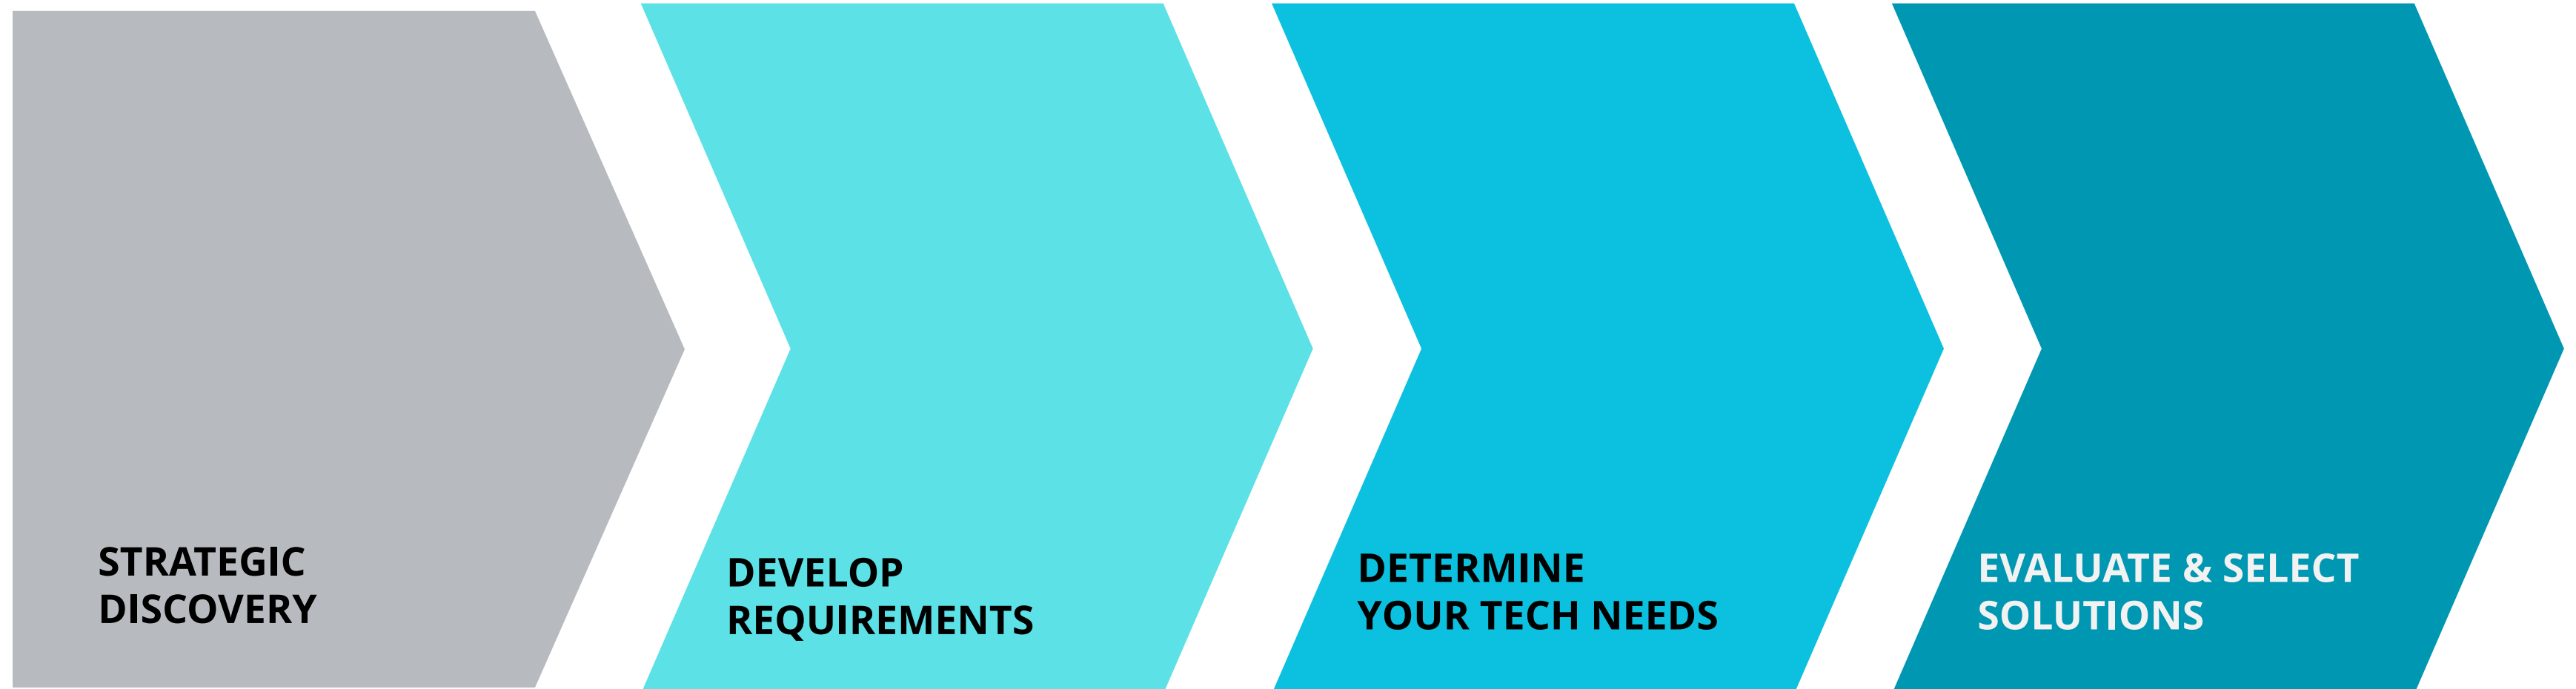 STRATEGIC
DISCOVERY
DEVELOP
REQUIREMENTS
DETERMINE
YOUR TECH NEEDS
EVALUATE & SELECT
SOLUTIONS